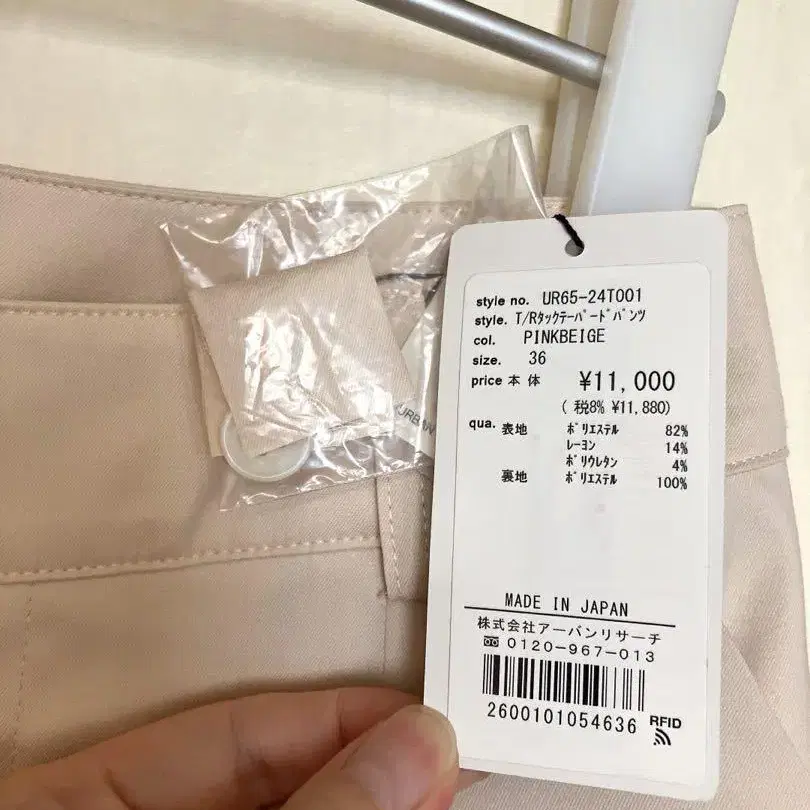 style no. UR65-24T001
style. T/Rﾀｯｸﾃｰﾊﾟｰﾄﾞﾊﾟﾝﾂ
col. PINKBEIGE
size. 36
price 本体 ¥11,000
( 税8% ¥11,880)
qua. 表地 ﾎﾟﾘｴｽﾃﾙ 82%
ﾚｰﾖﾝ 14%
ﾎﾟﾘｳﾚﾀﾝ 4%
裏地 ﾎﾟﾘｴｽﾃﾙ 100%
MADE IN JAPAN
株式会社アーバンリサーチ
0120-967-013
2600101054636 RFID
URBAN